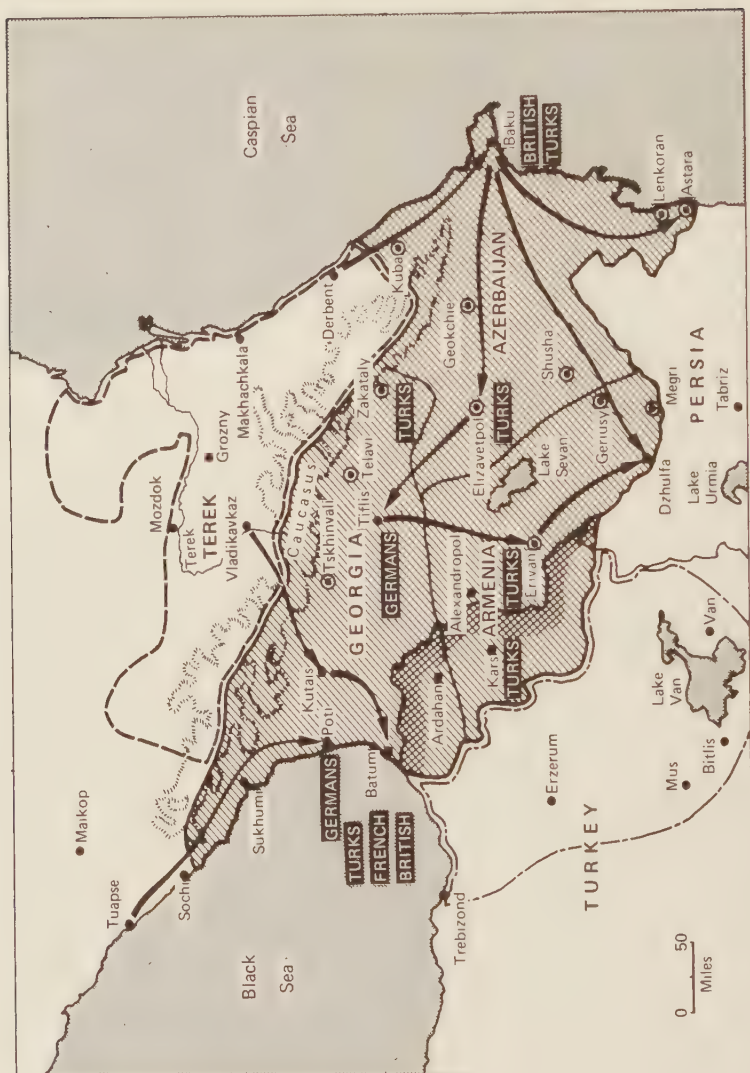 Caspian
Sea
Black
Sea
Tuapse
Maikop
Sochi
Sukhumi
Mozdok
Terek
TEREK
Vladikavkaz
Grozny
Makhachkala
Derbent
Kuba
Caucasus
Tskhinvali
GEORGIA
Telavi
Zakataly
TURKS
Tiflis
GERMANS
Kutais
Poti
GERMANS
Batum
TURKS
FRENCH
BRITISH
Geokchie
AZERBAIJAN
Baku
BRITISH
TURKS
Elizavetpol
TURKS
Shusha
Lake
Sevan
Geriusy
Megri
Lenkoran
Astara
Alexandropol
ARMENIA
Ardahan
Kars
TURKS
TURKS
Erivan
Dzhulfa
PERSIA
Tabriz
Lake
Urmia
Trebizond
Erzerum
TURKEY
Mus
Bitlis
Lake
Van
Van
0 50
Miles